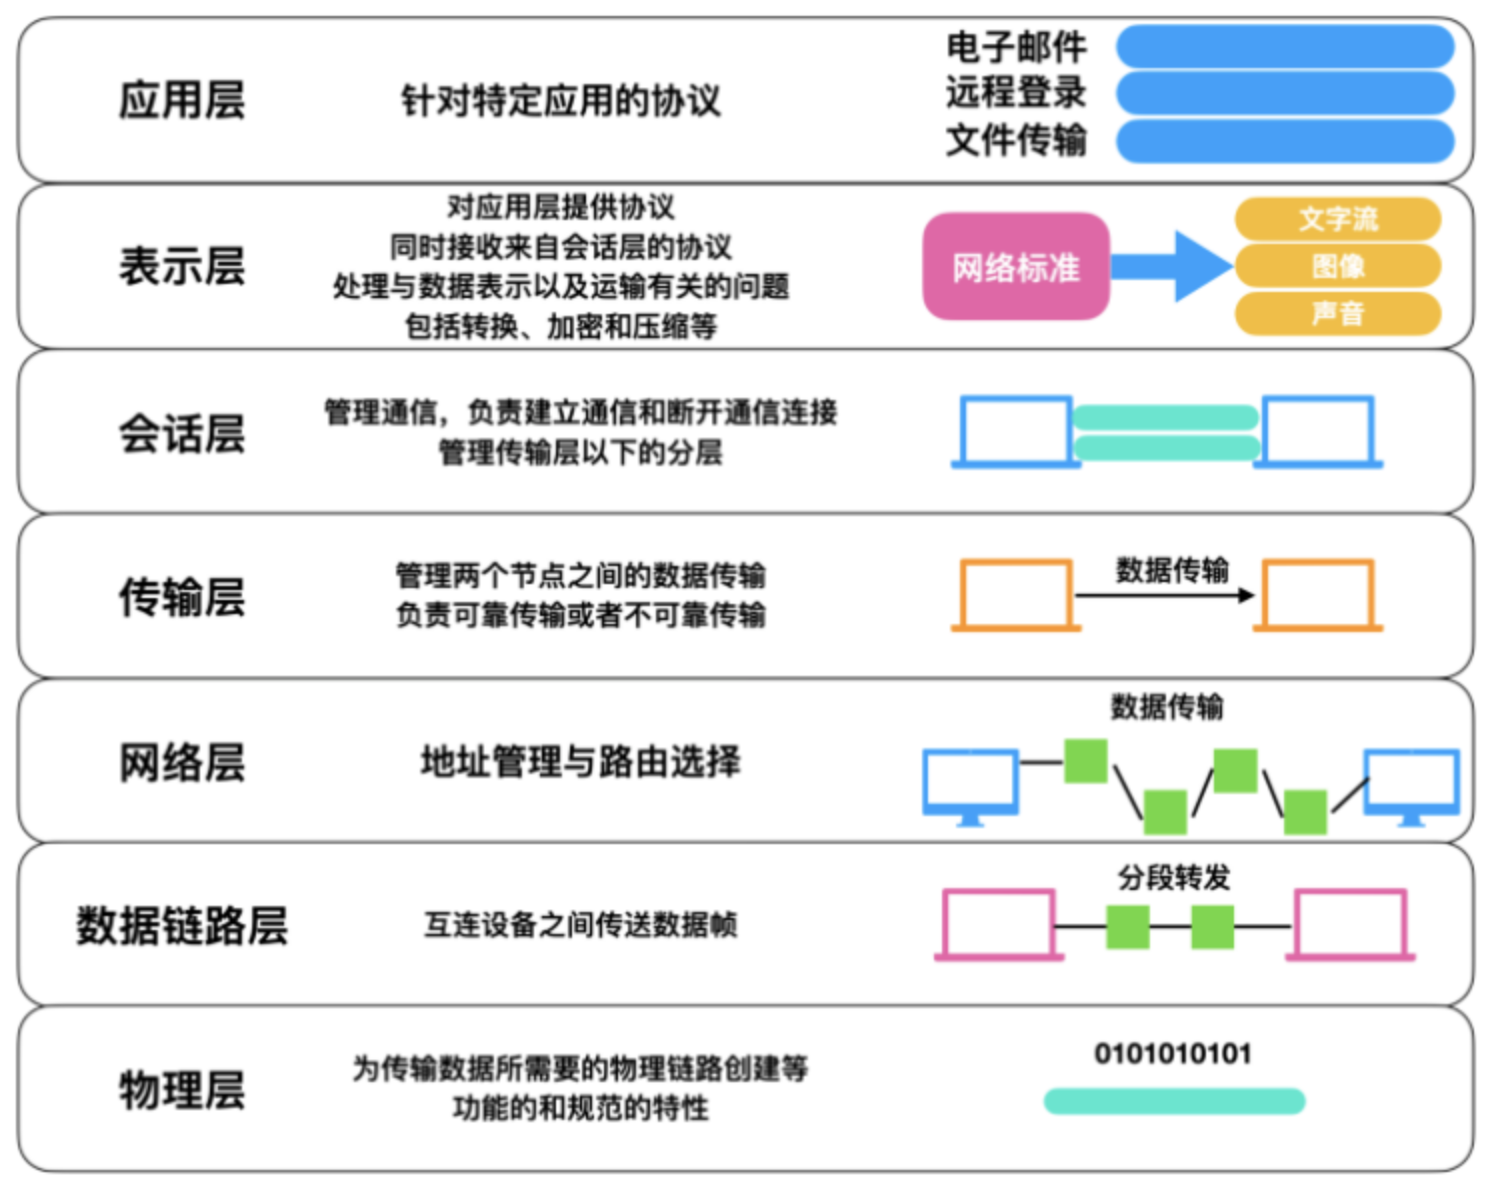 应用层
针对特定应用的协议
电子邮件
远程登录
文件传输
表示层
对应用层提供协议
同时接收来自会话层的协议
处理与数据表示以及运输有关的问题
包括转换、加密和压缩等
网络标准
文字流
图像
声音
会话层
管理通信，负责建立通信和断开通信连接
管理传输层以下的分层
传输层
管理两个节点之间的数据传输
负责可靠传输或者不可靠传输
数据传输
网络层
地址管理与路由选择
数据传输
数据链路层
互连设备之间传送数据帧
分段转发
物理层
为传输数据所需要的物理链路创建等
功能的和规范的特性
0101010101